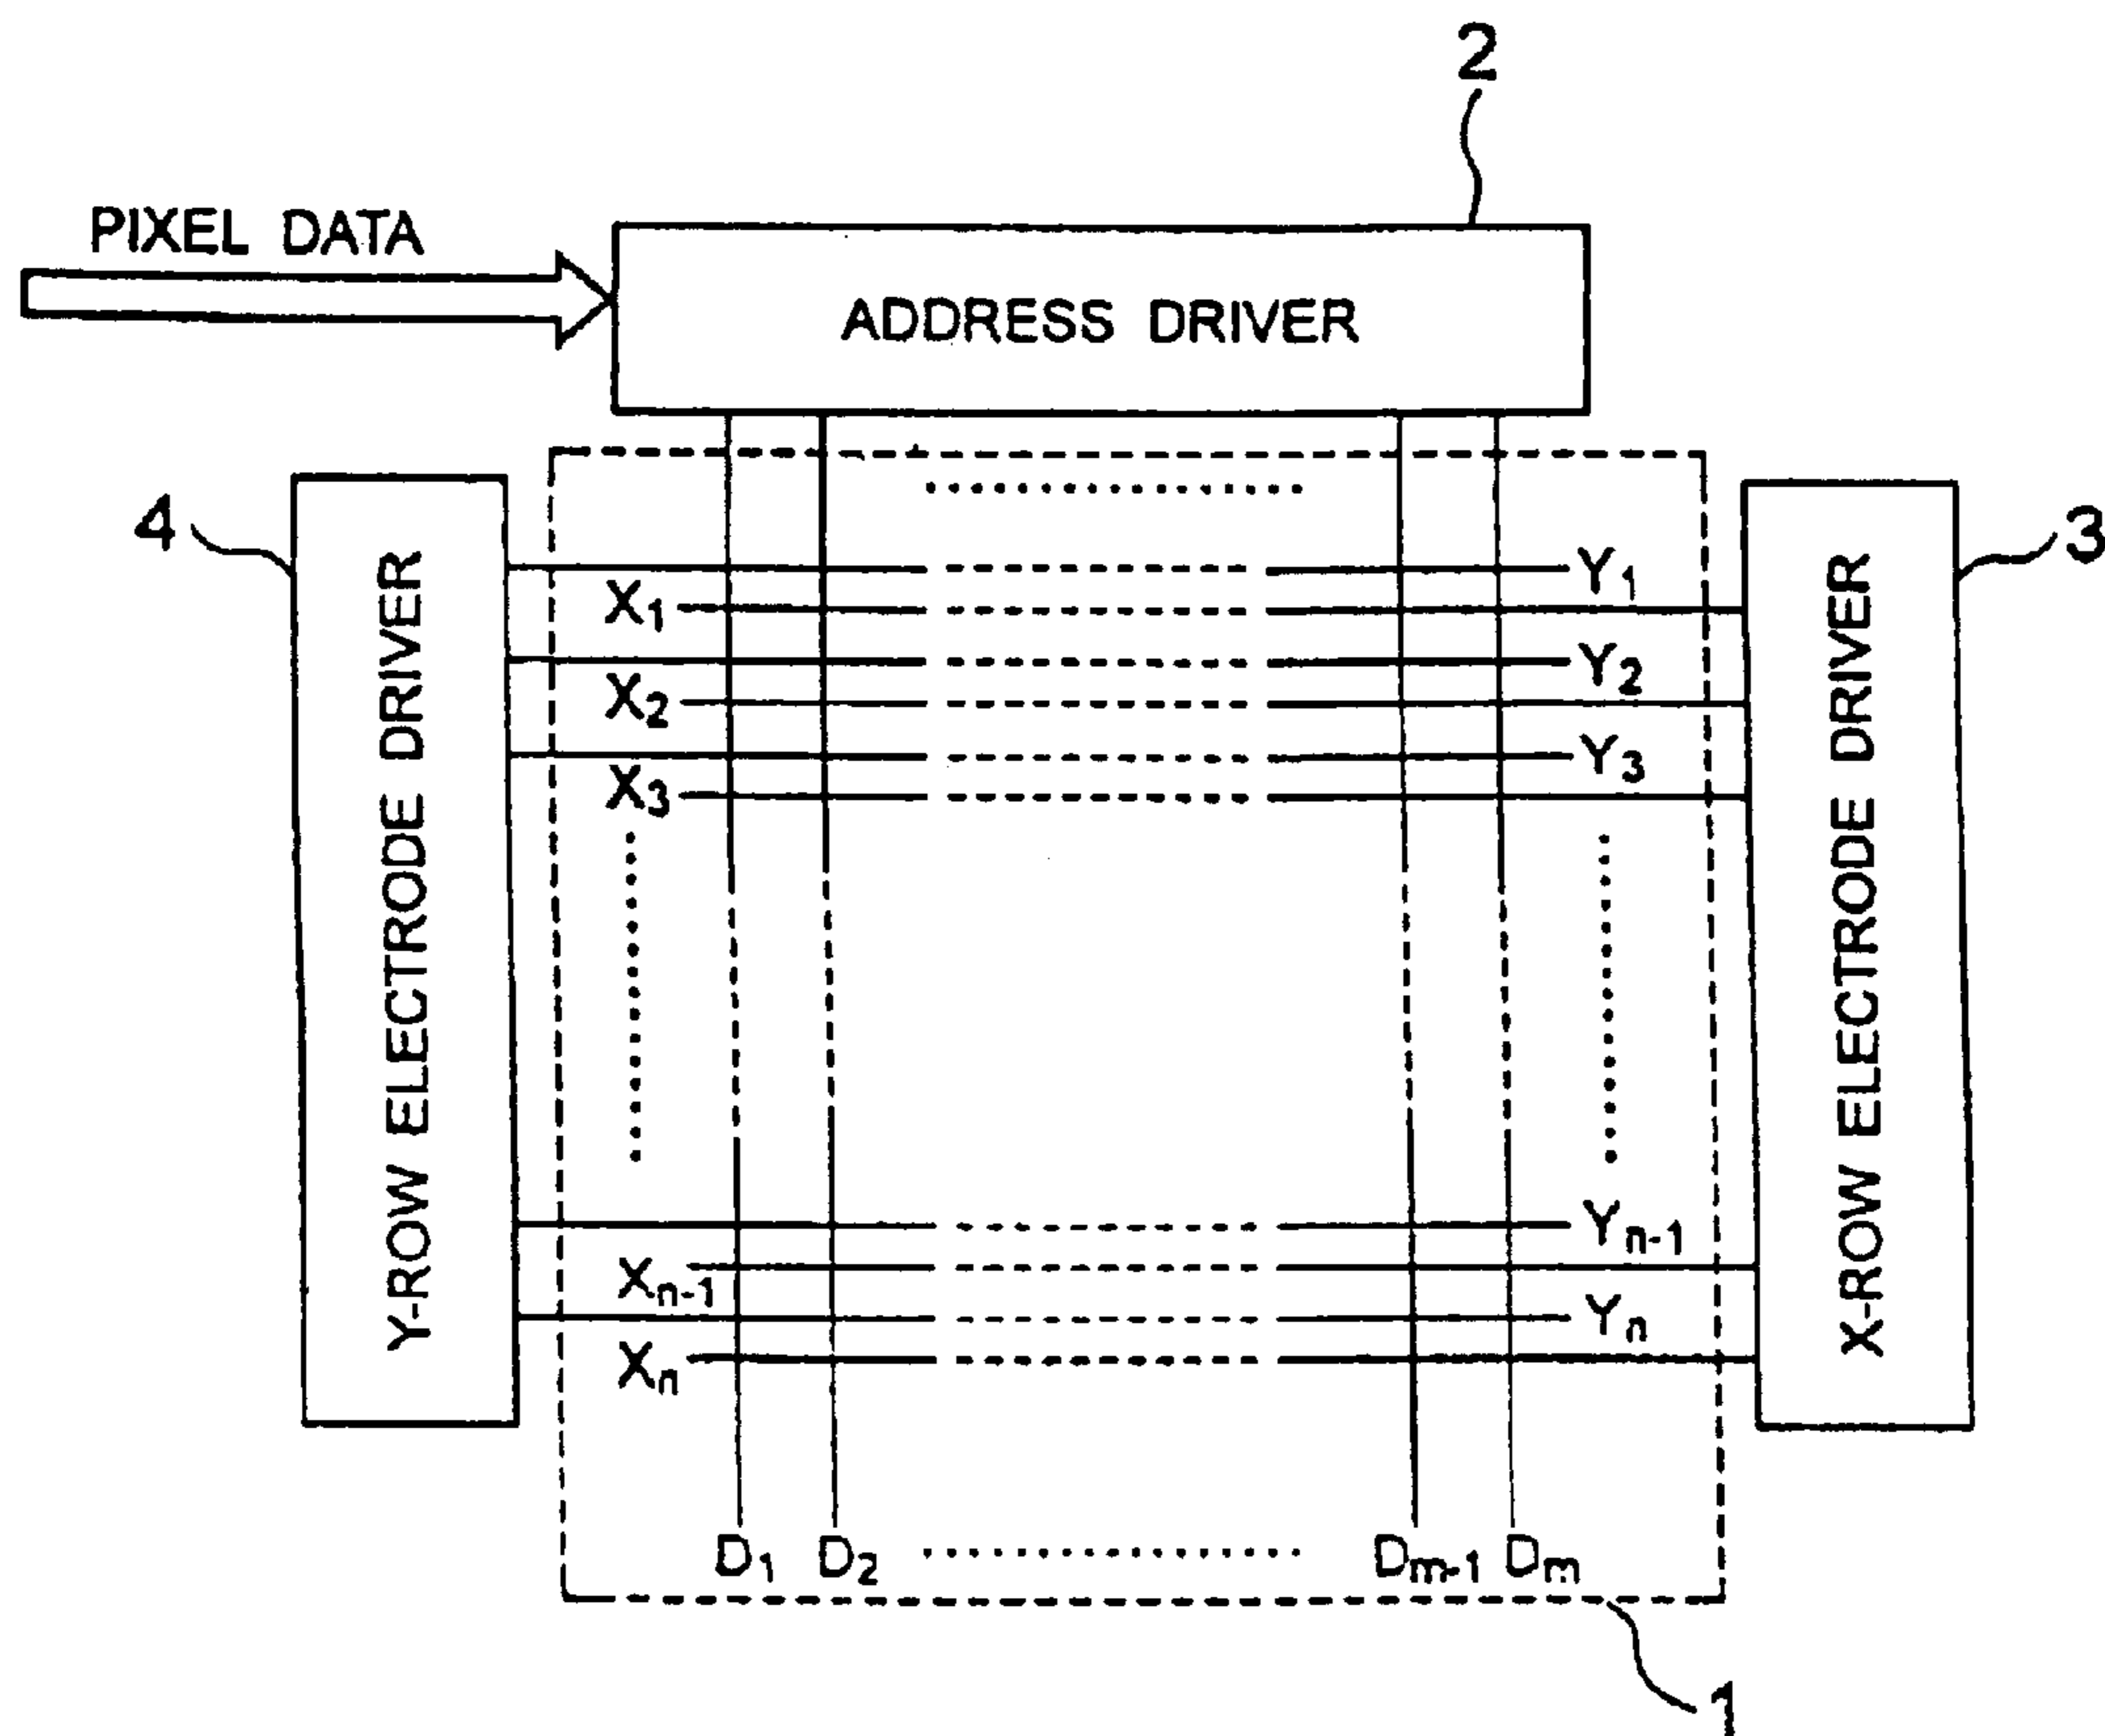 2
PIXEL DATA
ADDRESS DRIVER
4
3
Y-ROW ELECTRODE DRIVER
X-ROW ELECTRODE DRIVER
Y1
X1
Y2
X2
Y3
X3
Yn-1
Xn-1
Yn
Xn
D1 D2 Dm-1 Dm
1